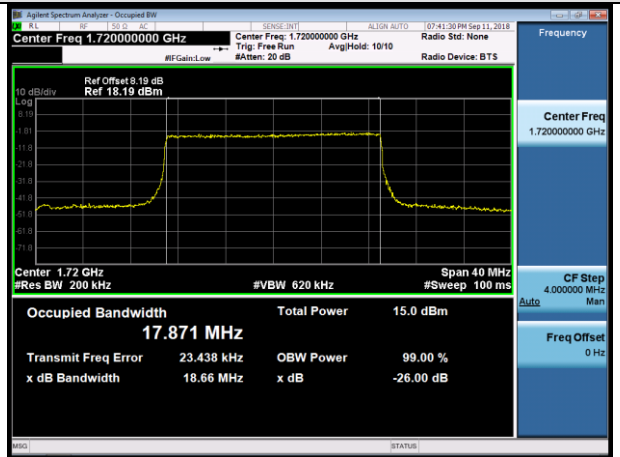 Agilent Spectrum Analyzer - Occupied BW
RL RF 50 Ω AC SENSE:INT ALIGN AUTO 07:41:30 PM Sep 11, 2018
Center Freq 1.720000000 GHz Center Freq: 1.720000000 GHz Radio Std: None Frequency
Trig: Free Run Avg|Hold: 10/10
#IFGain:Low #Atten: 20 dB Radio Device: BTS
Ref Offset 8.19 dB
10 dB/div Ref 18.19 dBm
Log
8.19
-1.81
-11.8
-21.8
-31.8
-41.8
-51.8
-61.8
-71.8
Center Freq
1.720000000 GHz
Center 1.72 GHz Span 40 MHz
#Res BW 200 kHz #VBW 620 kHz #Sweep 100 ms
CF Step
4.000000 MHz
Auto Man
Occupied Bandwidth Total Power 15.0 dBm
17.871 MHz
Freq Offset
0 Hz
Transmit Freq Error 23.438 kHz OBW Power 99.00 %
x dB Bandwidth 18.66 MHz x dB -26.00 dB
MSG STATUS